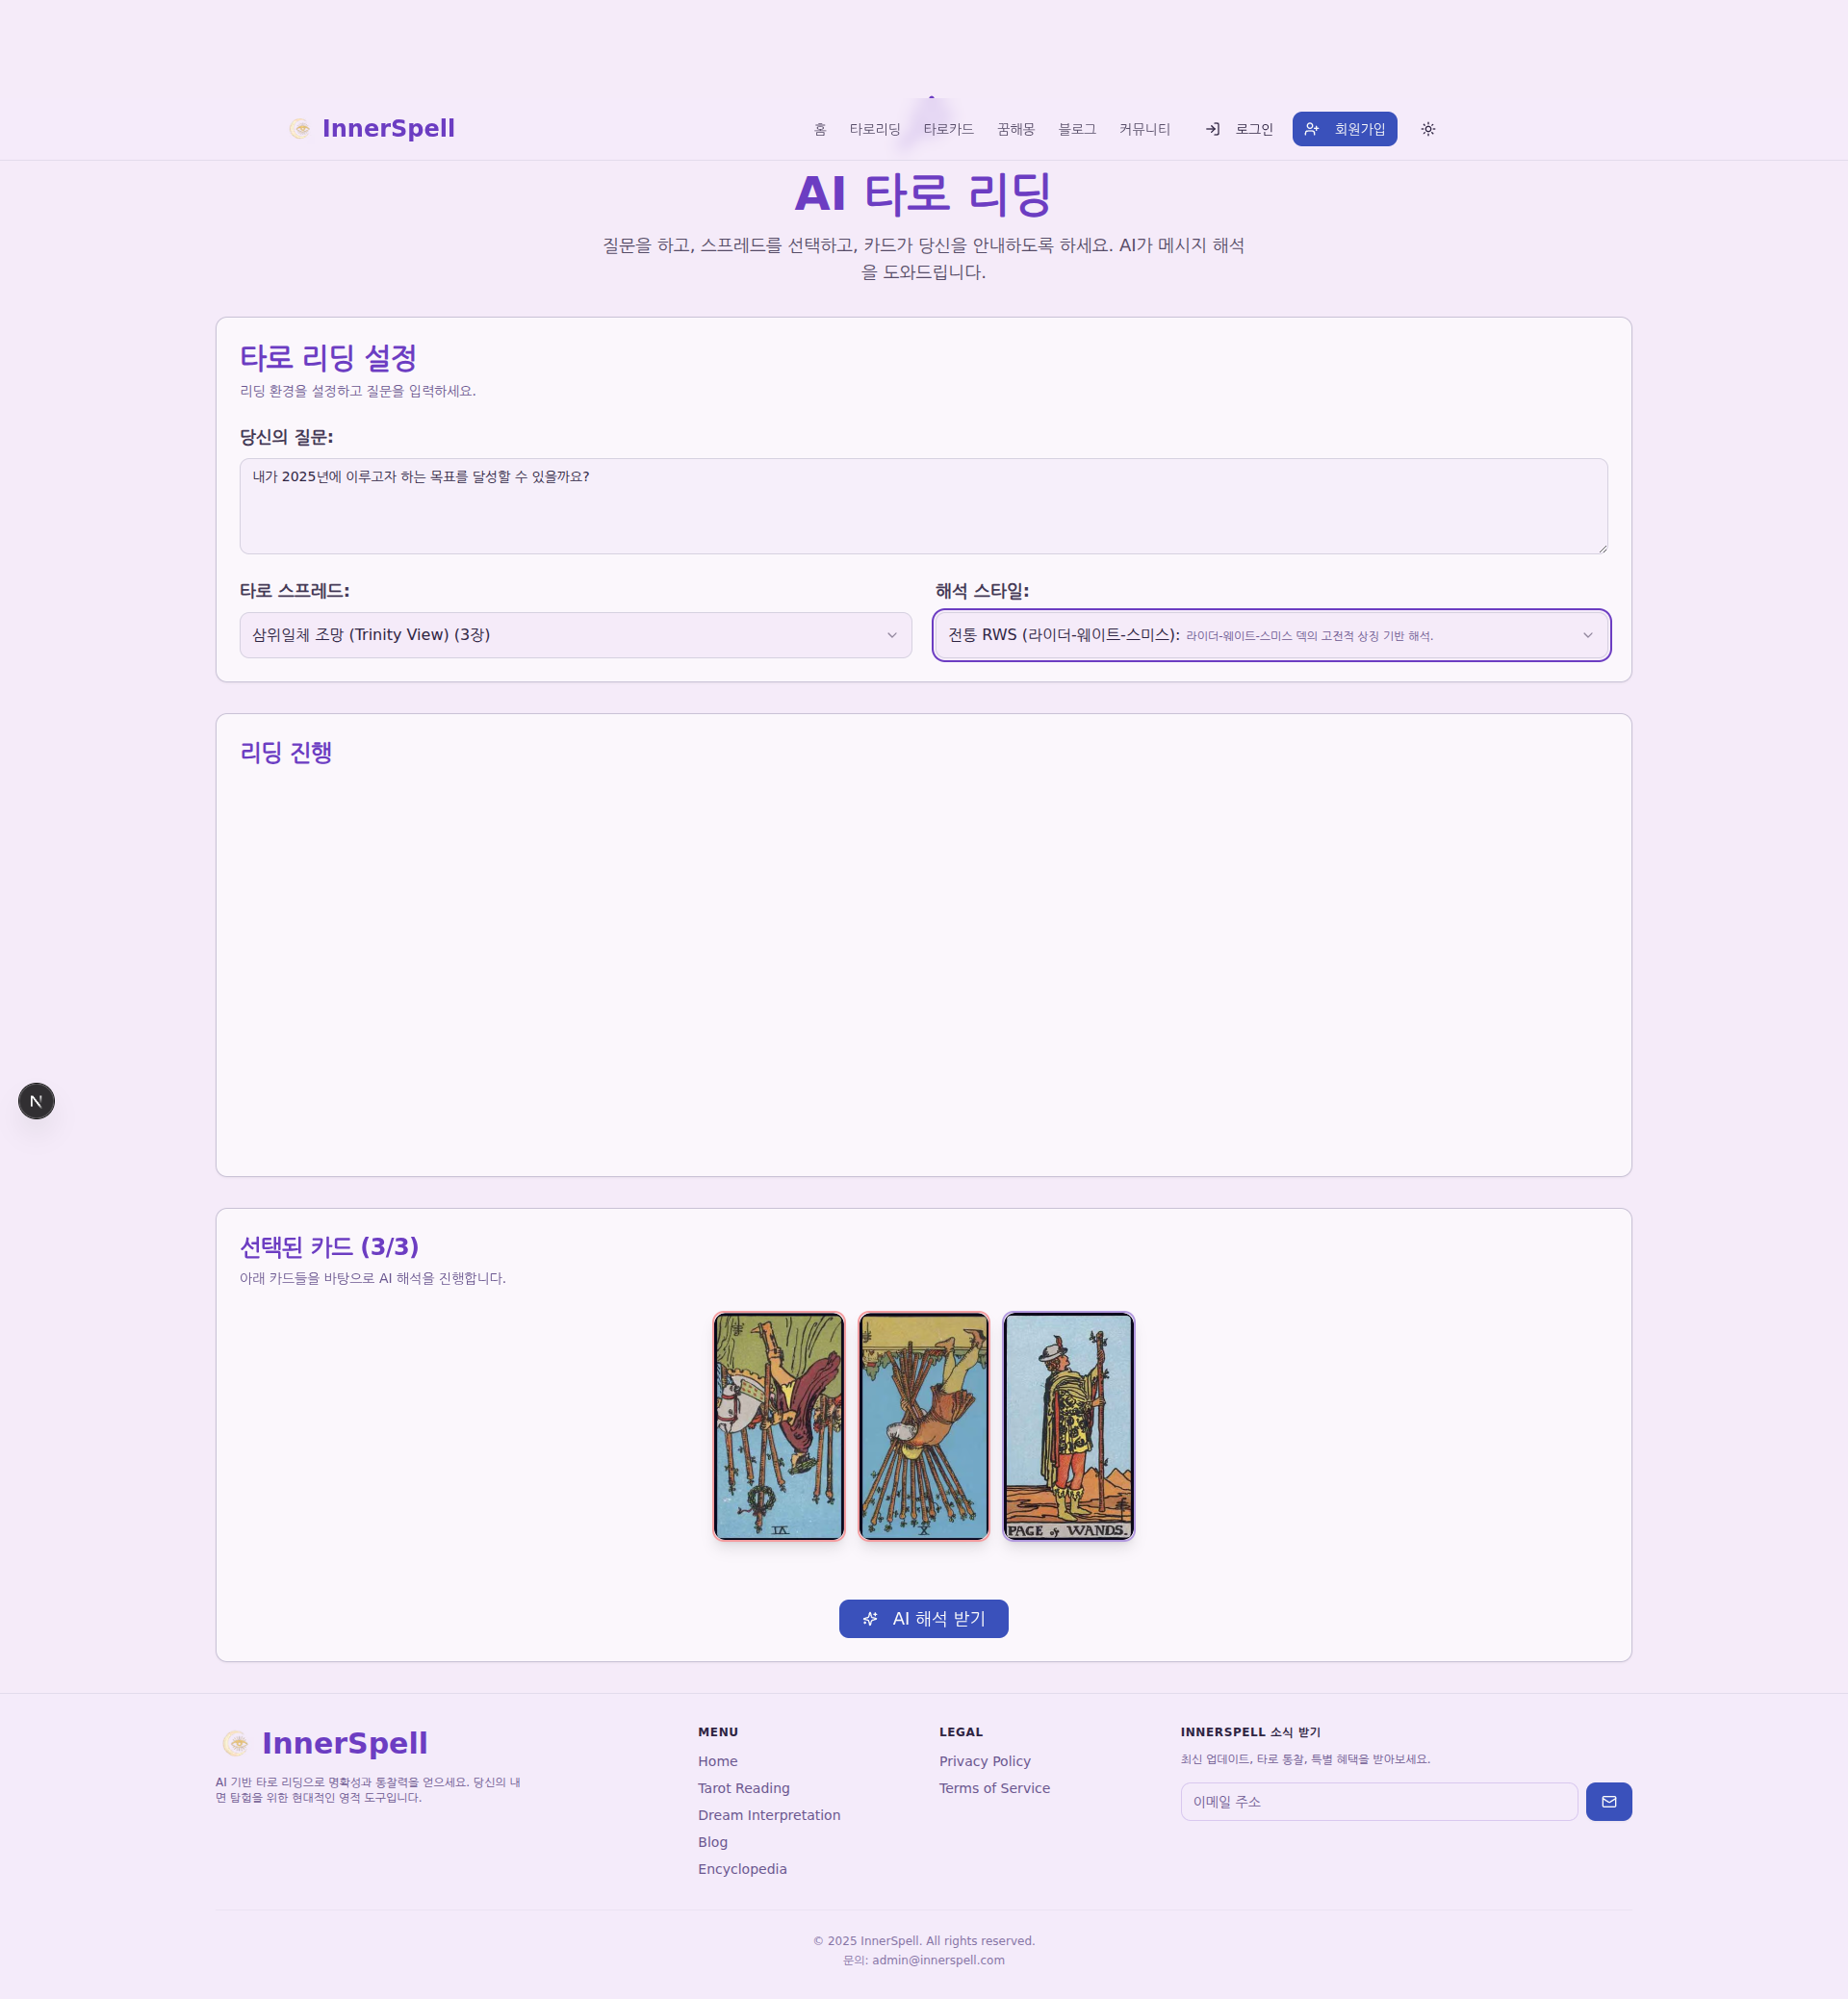 InnerSpell
홈 타로리딩 타로카드 꿈해몽 블로그 커뮤니티 로그인 회원가입
AI 타로 리딩
질문을 하고, 스프레드를 선택하고, 카드가 당신을 안내하도록 하세요. AI가 메시지 해석
을 도와드립니다.
타로 리딩 설정
리딩 환경을 설정하고 질문을 입력하세요.
당신의 질문:
내가 2025년에 이루고자 하는 목표를 달성할 수 있을까요?
타로 스프레드:
삼위일체 조망 (Trinity View) (3장)
해석 스타일:
전통 RWS (라이더-웨이트-스미스): 라이더-웨이트-스미스 덱의 고전적 상징 기반 해석.
리딩 진행
N
선택된 카드 (3/3)
아래 카드들을 바탕으로 AI 해석을 진행합니다.
VI
X
PAGE of WANDS.
AI 해석 받기
InnerSpell
AI 기반 타로 리딩으로 명확성과 통찰력을 얻으세요. 당신의 내
면 탐험을 위한 현대적인 영적 도구입니다.
MENU
Home
Tarot Reading
Dream Interpretation
Blog
Encyclopedia
LEGAL
Privacy Policy
Terms of Service
INNERSPELL 소식 받기
최신 업데이트, 타로 통찰, 특별 혜택을 받아보세요.
이메일 주소
© 2025 InnerSpell. All rights reserved.
문의: admin@innerspell.com